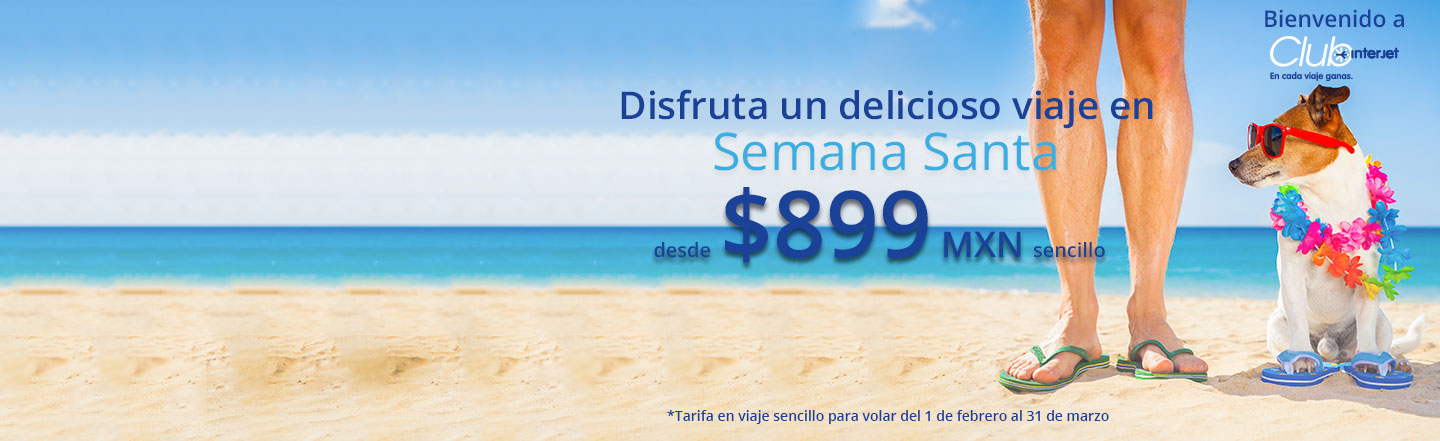 Bienvenido a
Club interjet
En cada viaje ganas.
Disfruta un delicioso viaje en
Semana Santa
desde $899 MXN sencillo
*Tarifa en viaje sencillo para volar del 1 de febrero al 31 de marzo